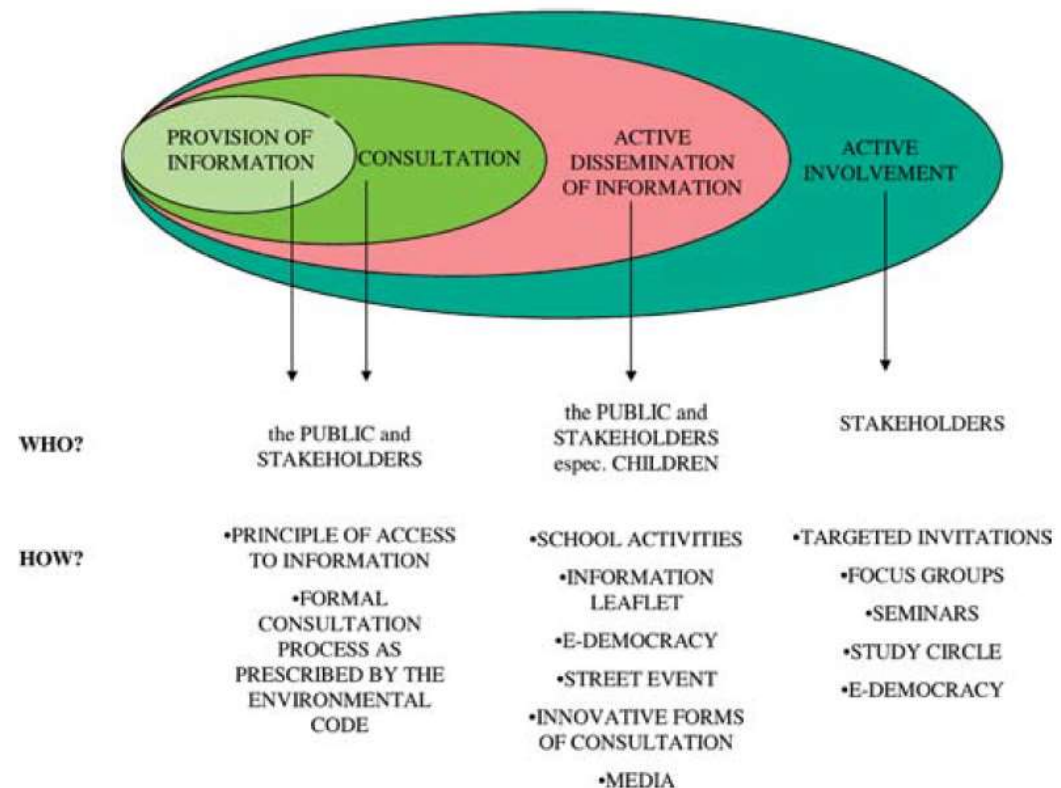 PROVISION OF
INFORMATION
CONSULTATION
ACTIVE
DISSEMINATION
OF INFORMATION
ACTIVE
INVOLVEMENT
WHO?
the PUBLIC and
STAKEHOLDERS
the PUBLIC and
STAKEHOLDERS
espec. CHILDREN
STAKEHOLDERS
HOW?
•PRINCIPLE OF ACCESS
TO INFORMATION
•FORMAL
CONSULTATION
PROCESS AS
PRESCRIBED BY THE
ENVIRONMENTAL
CODE
•SCHOOL ACTIVITIES
•INFORMATION
LEAFLET
•E-DEMOCRACY
•STREET EVENT
•INNOVATIVE FORMS
OF CONSULTATION
•MEDIA
•TARGETED INVITATIONS
•FOCUS GROUPS
•SEMINARS
•STUDY CIRCLE
•E-DEMOCRACY